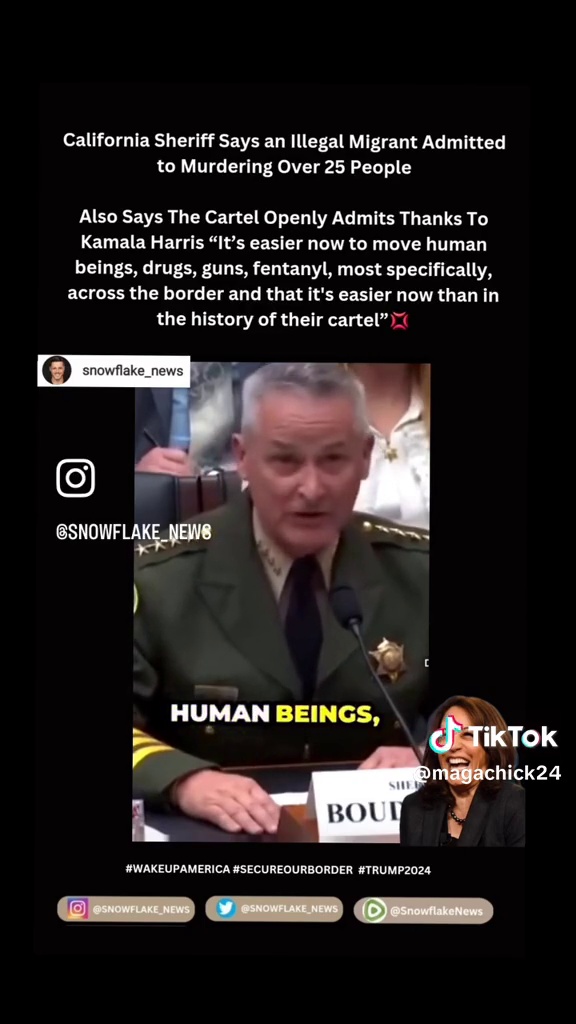 California Sheriff Says an Illegal Migrant Admitted
to Murdering Over 25 People
Also Says The Cartel Openly Admits Thanks To
Kamala Harris “It’s easier now to move human
beings, drugs, guns, fentanyl, most specifically,
across the border and that it's easier now than in
the history of their cartel”
snowflake_news
@SNOWFLAKE_NEWS
HUMAN BEINGS,
TikTok
@magachick24
SHE
BOUD
#WAKEUPAMERICA #SECUREOURBORDER #TRUMP2024
@SNOWFLAKE_NEWS
@SNOWFLAKE_NEWS
@SnowflakeNews